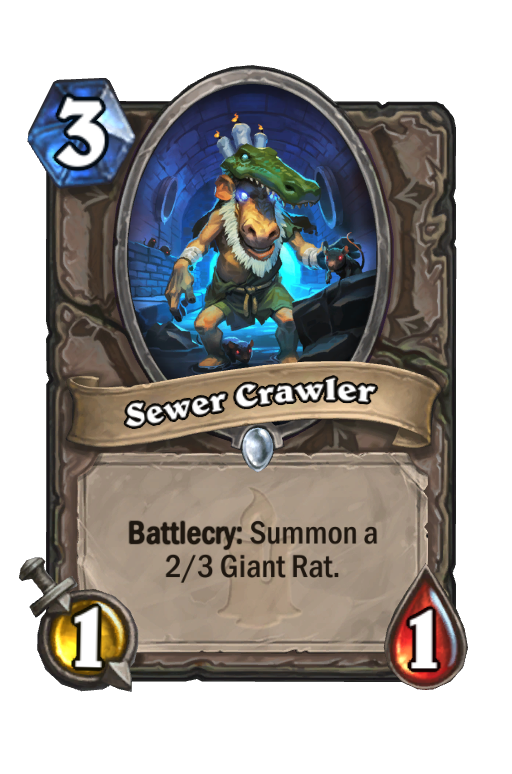 3
Sewer Crawler
Battlecry: Summon a
2/3 Giant Rat.
1
1